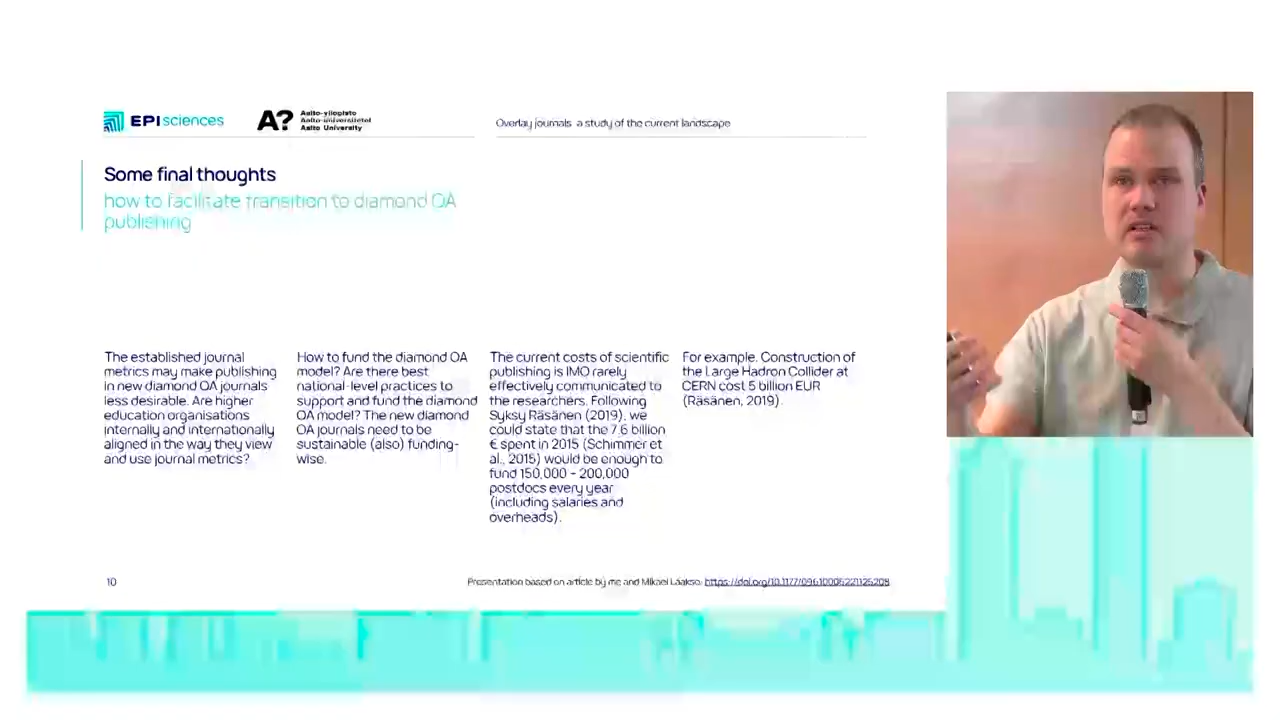 EPIsciences
A?
Aalto-yliopisto
Aalto-universitetet
Aalto University
Overlay journals a study of the current landscape
Some final thoughts
how to facilitate transition to diamond OA
publishing
The established journal
metrics may make publishing
in new diamond OA journals
less desirable. Are higher
education organisations
internally and internationally
aligned in the way they view
and use journal metrics?
How to fund the diamond OA
model? Are there best
national-level practices to
support and fund the diamond
OA model? The new diamond
OA journals need to be
sustainable (also) funding-
wise.
The current costs of scientific
publishing is IMO rarely
effectively communicated to
the researchers. Following
Syksy Räsänen (2019), we
could state that the 7.6 billion
€ spent in 2015 (Schimmer et
al., 2015) would be enough to
fund 150,000 - 200,000
postdocs every year
(including salaries and
overheads).
For example. Construction of
the Large Hadron Collider at
CERN cost 5 billion EUR
(Räsänen, 2019).
10
Presentation based on article by me and Mikael Laakso: https://doi.org/10.1177/09610006221125208